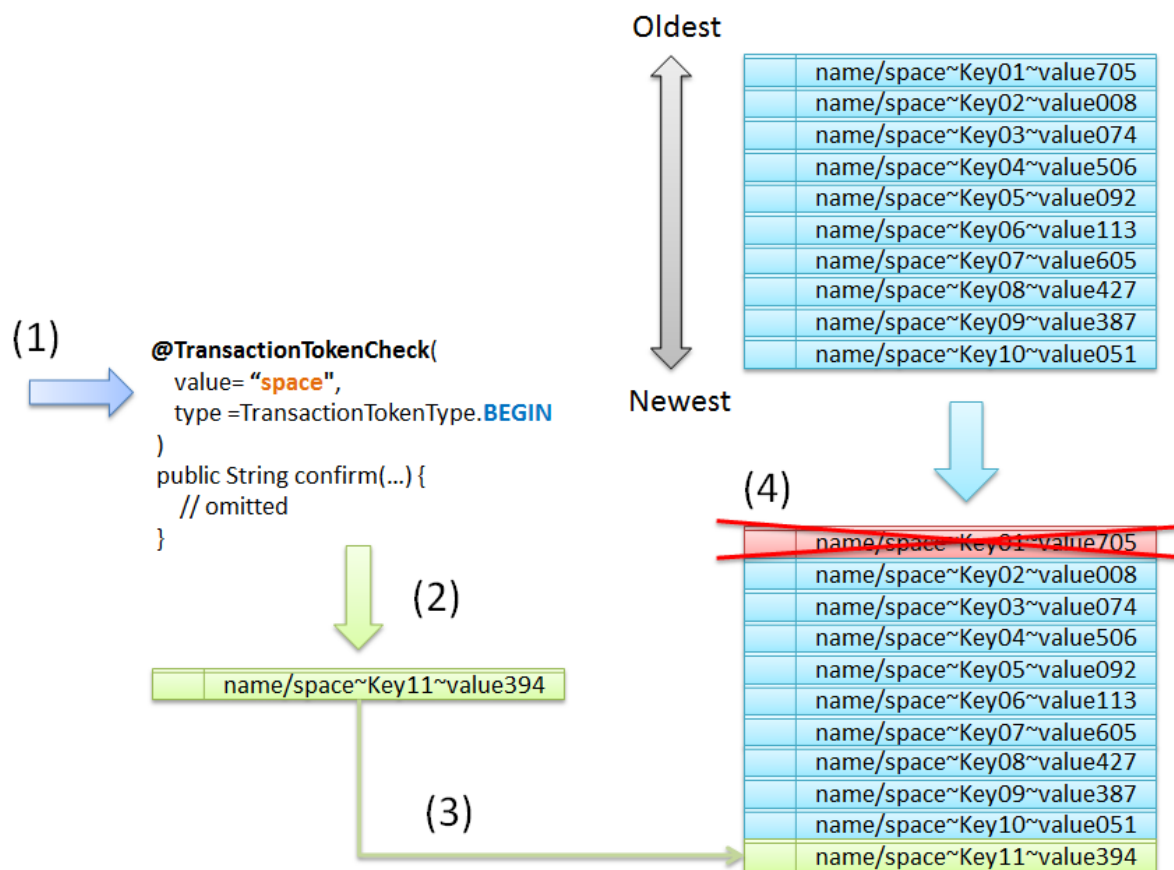 Oldest
name/space~Key01~value705
name/space~Key02~value008
name/space~Key03~value074
name/space~Key04~value506
name/space~Key05~value092
name/space~Key06~value113
name/space~Key07~value605
name/space~Key08~value427
name/space~Key09~value387
name/space~Key10~value051
Newest
(1)
@TransactionTokenCheck(
value= “space",
type =TransactionTokenType.BEGIN
)
public String confirm(…) {
// omitted
}
(2)
name/space~Key11~value394
(3)
(4)
name/space~Key01~value705
name/space~Key02~value008
name/space~Key03~value074
name/space~Key04~value506
name/space~Key05~value092
name/space~Key06~value113
name/space~Key07~value605
name/space~Key08~value427
name/space~Key09~value387
name/space~Key10~value051
name/space~Key11~value394